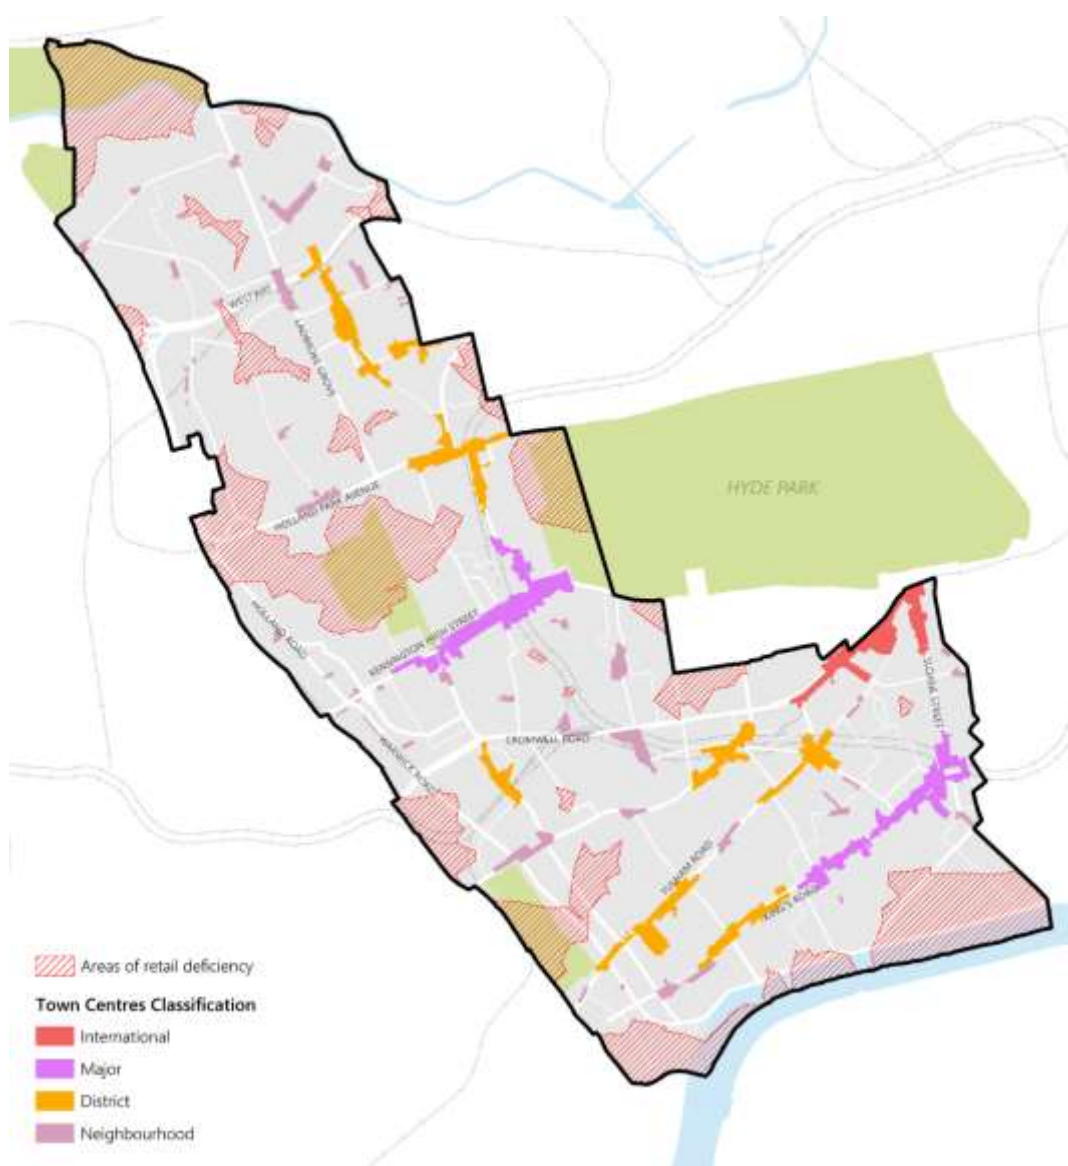 WESTWAY
LADBROKE GROVE
HYDE PARK
HOLLAND PARK AVENUE
HOLLAND ROAD
KENSINGTON HIGH STREET
SLOANE STREET
CROMWELL ROAD
WARWICK ROAD
FULHAM ROAD
KING'S ROAD
Areas of retail deficiency
Town Centres Classification
International
Major
District
Neighbourhood